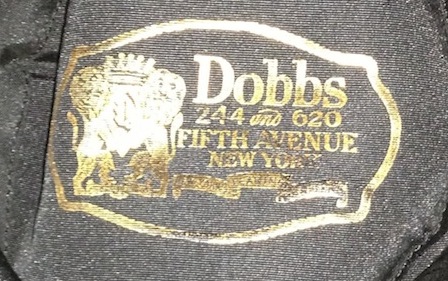 Dobbs
244 and 620
FIFTH AVENUE
NEW YORK